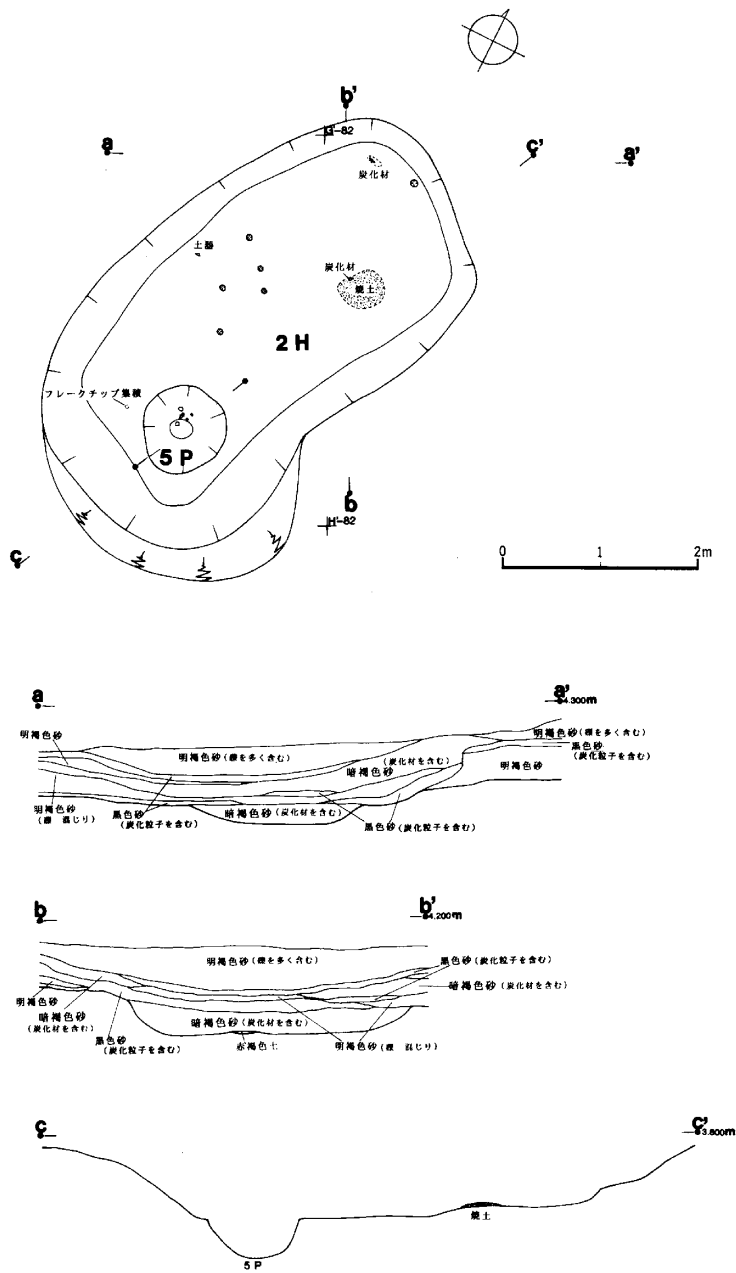 b'
G'-82
a
c'
a'
炭化材
土器
炭化材
焼土
2 H
フレークチップ集積
5 P
b
H'-82
c
0 1 2m
a
a'
4.300m
明褐色砂
明褐色砂(礫を多く含む)
明褐色砂(礫を多く含む)
黒色砂
(炭化粒子を含む)
(炭化材を含む)
暗褐色砂
明褐色砂
明褐色砂
(礫 混じり)
黒色砂
(炭化粒子を含む)
暗褐色砂(炭化材を含む)
黒色砂(炭化粒子を含む)
b
b'
4.200m
明褐色砂(礫を多く含む)
黒色砂(炭化粒子を含む)
暗褐色砂(炭化材を含む)
明褐色砂
暗褐色砂
(炭化材を含む)
暗褐色砂(炭化材を含む)
黒色砂
(炭化粒子を含む)
赤褐色土
明褐色砂(礫 混じり)
c
c'
3.800m
焼土
5 P